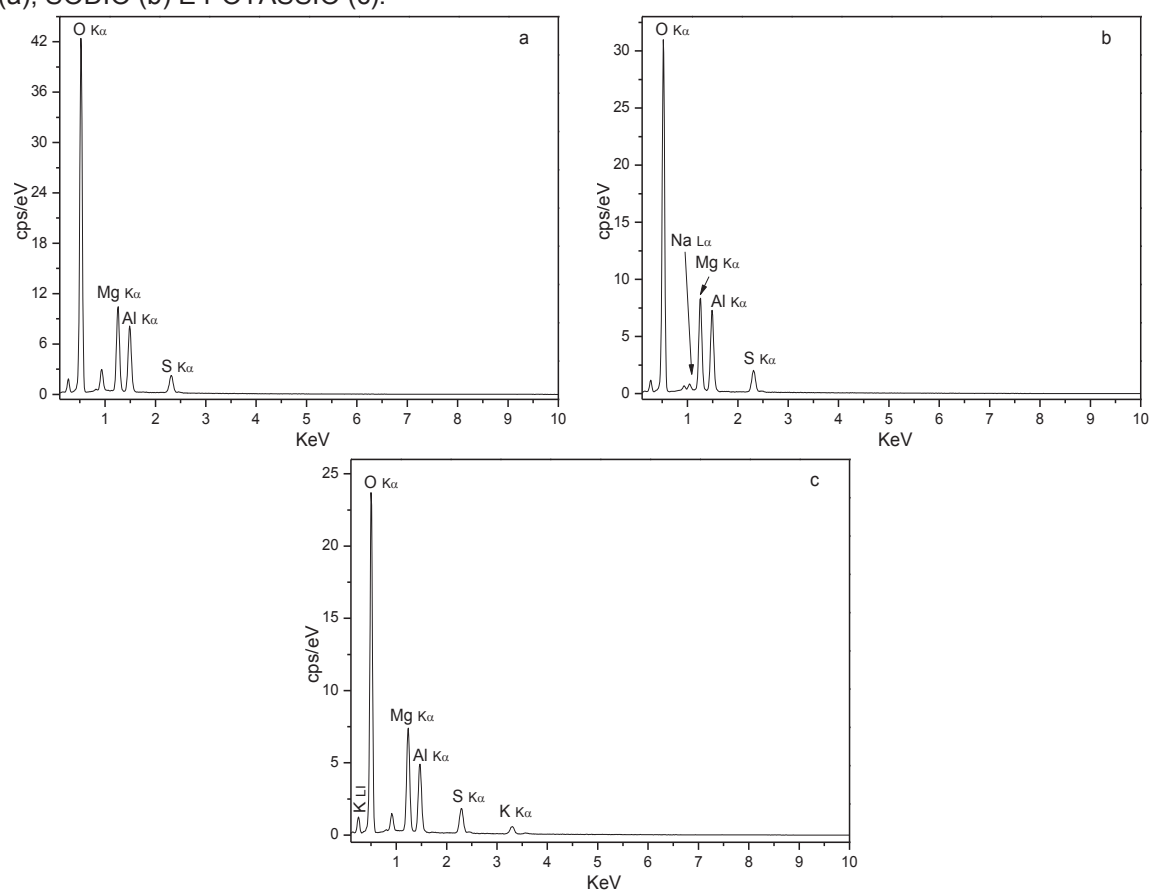 (a), SÓDIO (b) E POTÁSSIO (c).
O Kα
a
42
36
30
24
18
12
6
0
cps/eV
Mg Kα
Al Kα
S Kα
1 2 3 4 5 6 7 8 9 10
KeV
O Kα
b
30
25
20
15
10
5
0
cps/eV
Na Lα
Mg Kα
Al Kα
S Kα
1 2 3 4 5 6 7 8 9 10
KeV
O Kα
c
25
20
15
10
5
0
cps/eV
K Ll
Mg Kα
Al Kα
S Kα
K Kα
1 2 3 4 5 6 7 8 9 10
KeV